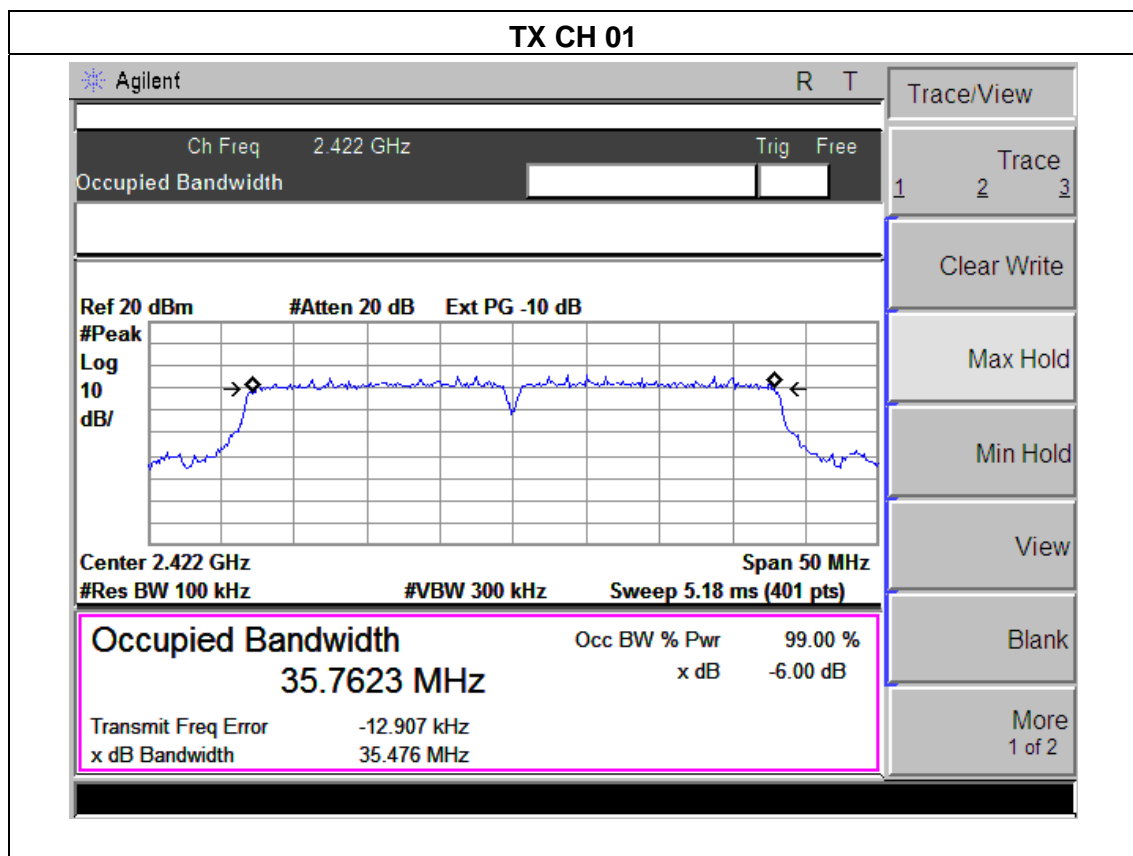 TX CH 01
Agilent R T
Trace/View
Ch Freq 2.422 GHz Trig Free
Occupied Bandwidth
Trace
1 2 3
Clear Write
Ref 20 dBm #Atten 20 dB Ext PG -10 dB
#Peak
Log
10
dB/
Max Hold
Min Hold
View
Center 2.422 GHz Span 50 MHz
#Res BW 100 kHz #VBW 300 kHz Sweep 5.18 ms (401 pts)
Occupied Bandwidth Occ BW % Pwr 99.00 %
35.7623 MHz x dB -6.00 dB
Blank
Transmit Freq Error -12.907 kHz
x dB Bandwidth 35.476 MHz
More
1 of 2